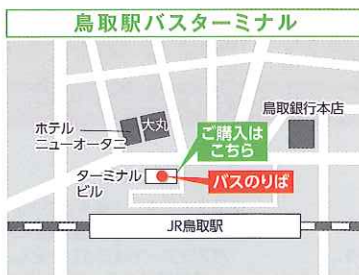 鳥取駅バスターミナル
鳥取銀行本店
大丸
ホテル
ニューオータニ
ご購入は
こちら
ターミナル
ビル
バスのりば
JR鳥取駅